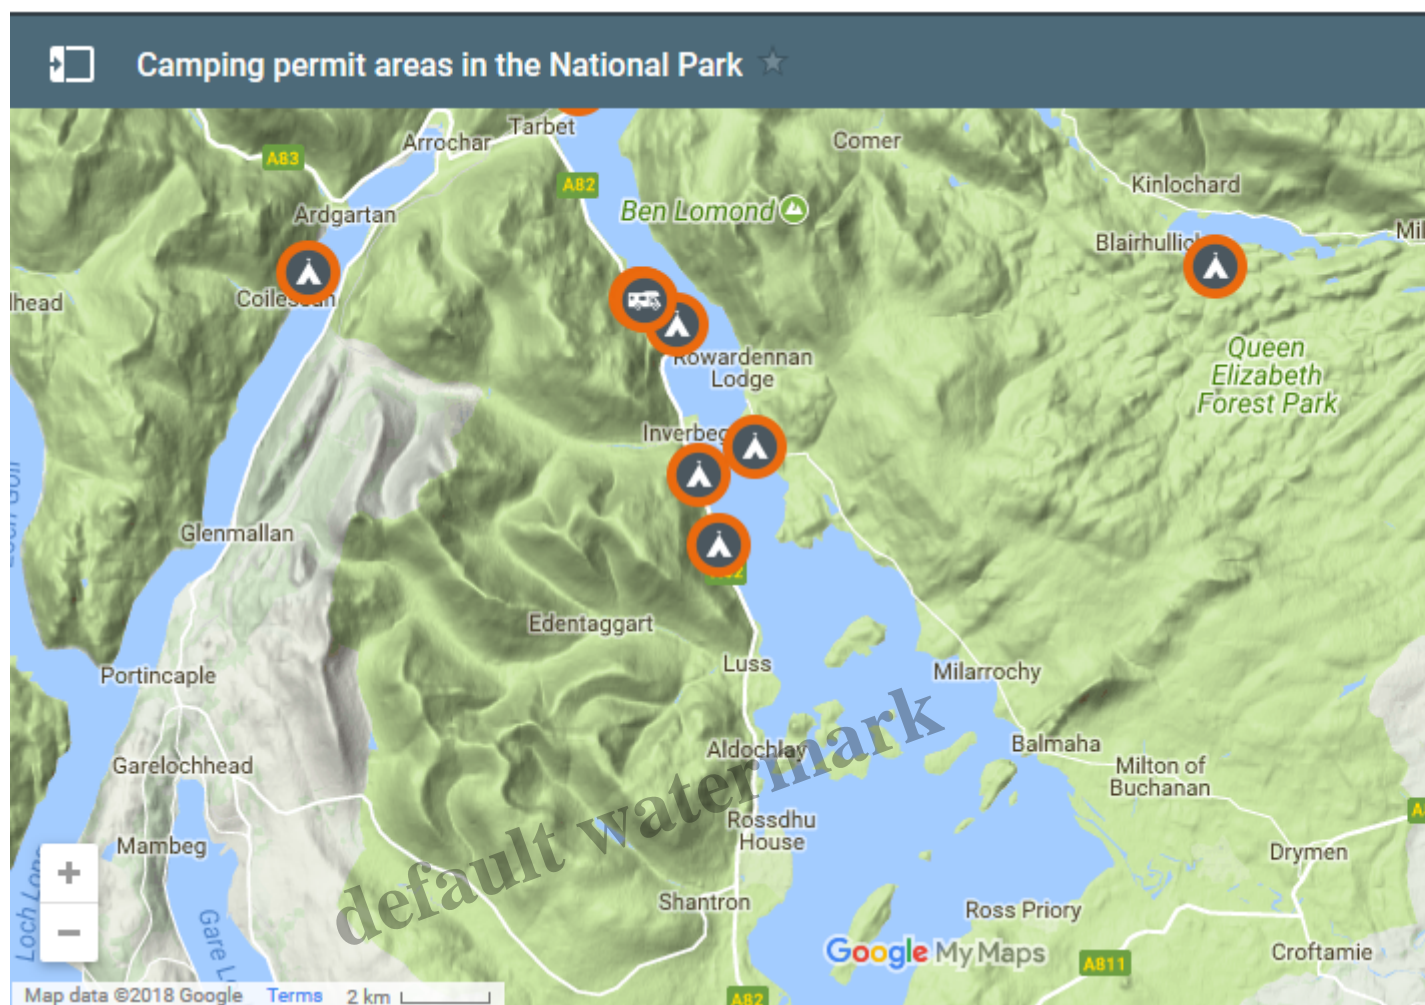 Camping permit areas in the National Park
Tarbet
Arrochar
Comer
A83
A82
Kinlochard
Ben Lomond
Ardgartan
Mil
Blairhullich
lhead
Coilessan
Rowardennan
Lodge
Queen
Elizabeth
Forest Park
Inverbeg
Glenmallan
A82
Edentaggart
Luss
Milarrochy
Portincaple
Aldochlay
Balmaha
Garelochhead
Milton of
Buchanan
default watermark
Rossdhu
House
Mambeg
Drymen
+
−
Loch Long
Shantron
Ross Priory
Gare L
Google My Maps
A811
Croftamie
Map data ©2018 Google Terms 2 km
A82